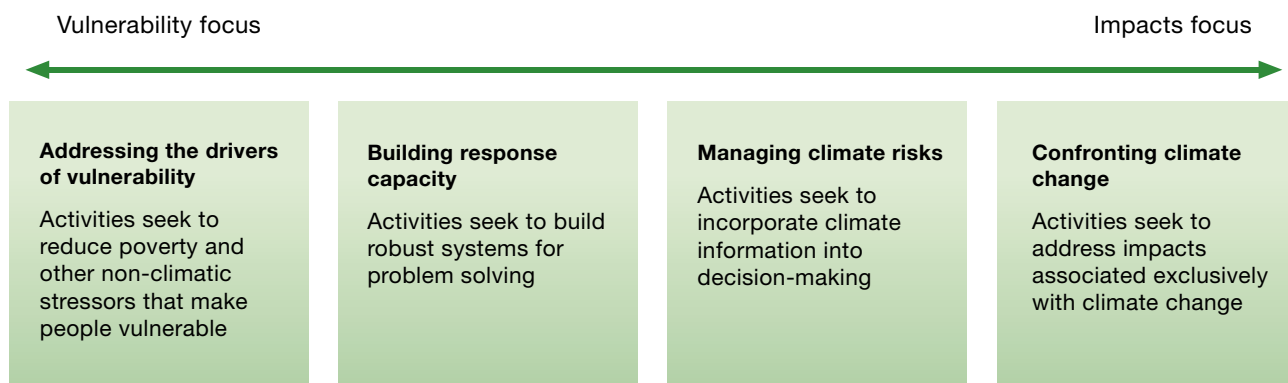 Vulnerability focus
Impacts focus
Addressing the drivers
of vulnerability
Activities seek to
reduce poverty and
other non-climatic
stressors that make
people vulnerable
Building response
capacity
Activities seek to build
robust systems for
problem solving
Managing climate risks
Activities seek to
incorporate climate
information into
decision-making
Confronting climate
change
Activities seek to
address impacts
associated exclusively
with climate change